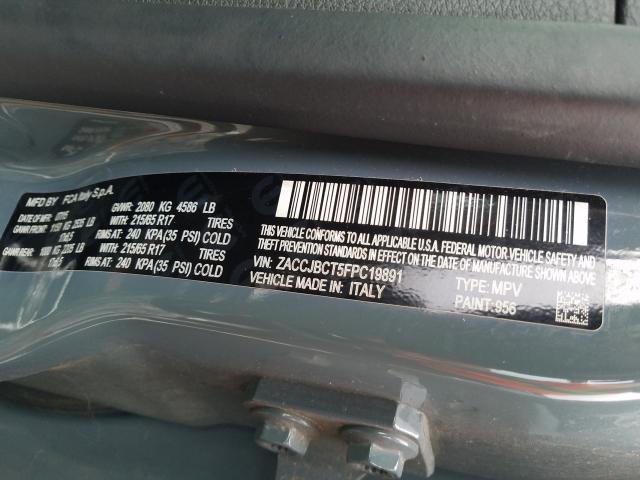 MFD BY FCA Italy S.p.A.
GVWR: 2080 KG 4586 LB
WITH: 215/65 R17 TIRES
RIMS AT: 240 KPA(35 PSI) COLD
WITH: 215/65 R17 TIRES
RIMS AT: 240 KPA(35 PSI) COLD
THIS VEHICLE CONFORMS TO ALL APPLICABLE U.S.A. FEDERAL MOTOR VEHICLE SAFETY AND
THEFT PREVENTION STANDARDS IN EFFECT ON THE DATE OF MANUFACTURE SHOWN ABOVE.
VIN: ZACCJBCT5FPC19891 TYPE: MPV
VEHICLE MADE IN: ITALY PAINT: 956